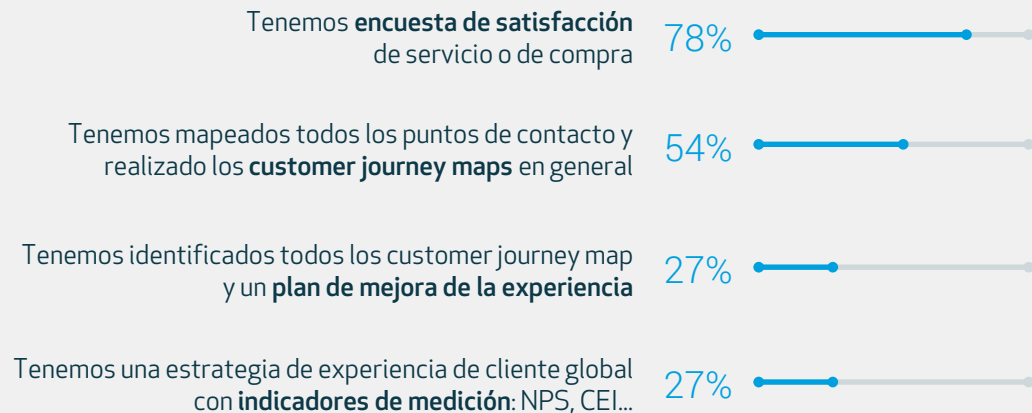 Tenemos encuesta de satisfacción
de servicio o de compra
78%
Tenemos mapeados todos los puntos de contacto y
realizado los customer journey maps en general
54%
Tenemos identificados todos los customer journey map
y un plan de mejora de la experiencia
27%
Tenemos una estrategia de experiencia de cliente global
con indicadores de medición: NPS, CEI...
27%